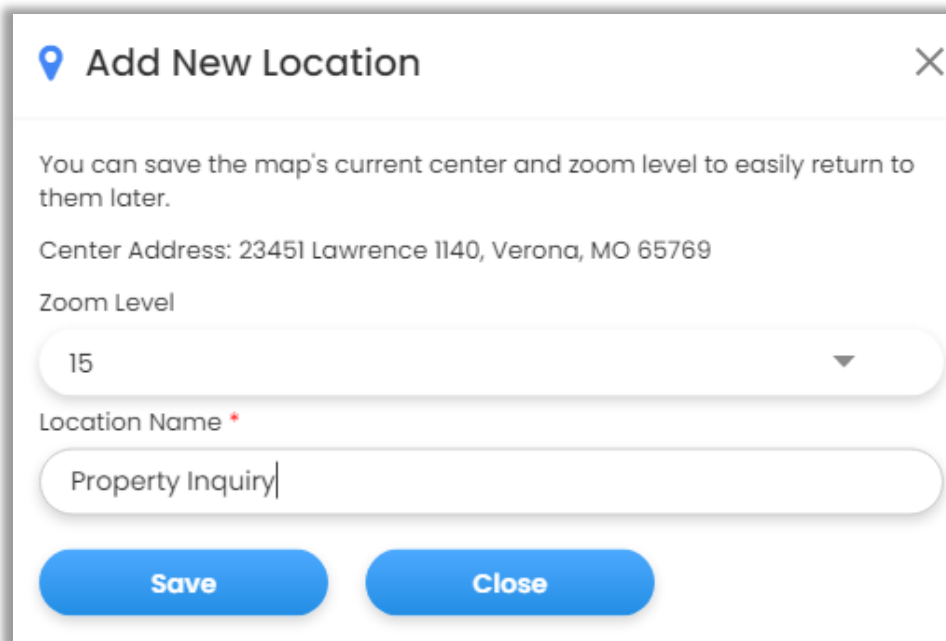 Add New Location
You can save the map's current center and zoom level to easily return to
them later.
Center Address: 23451 Lawrence 1140, Verona, MO 65769
Zoom Level
15
Location Name *
Property Inquiry
Save Close